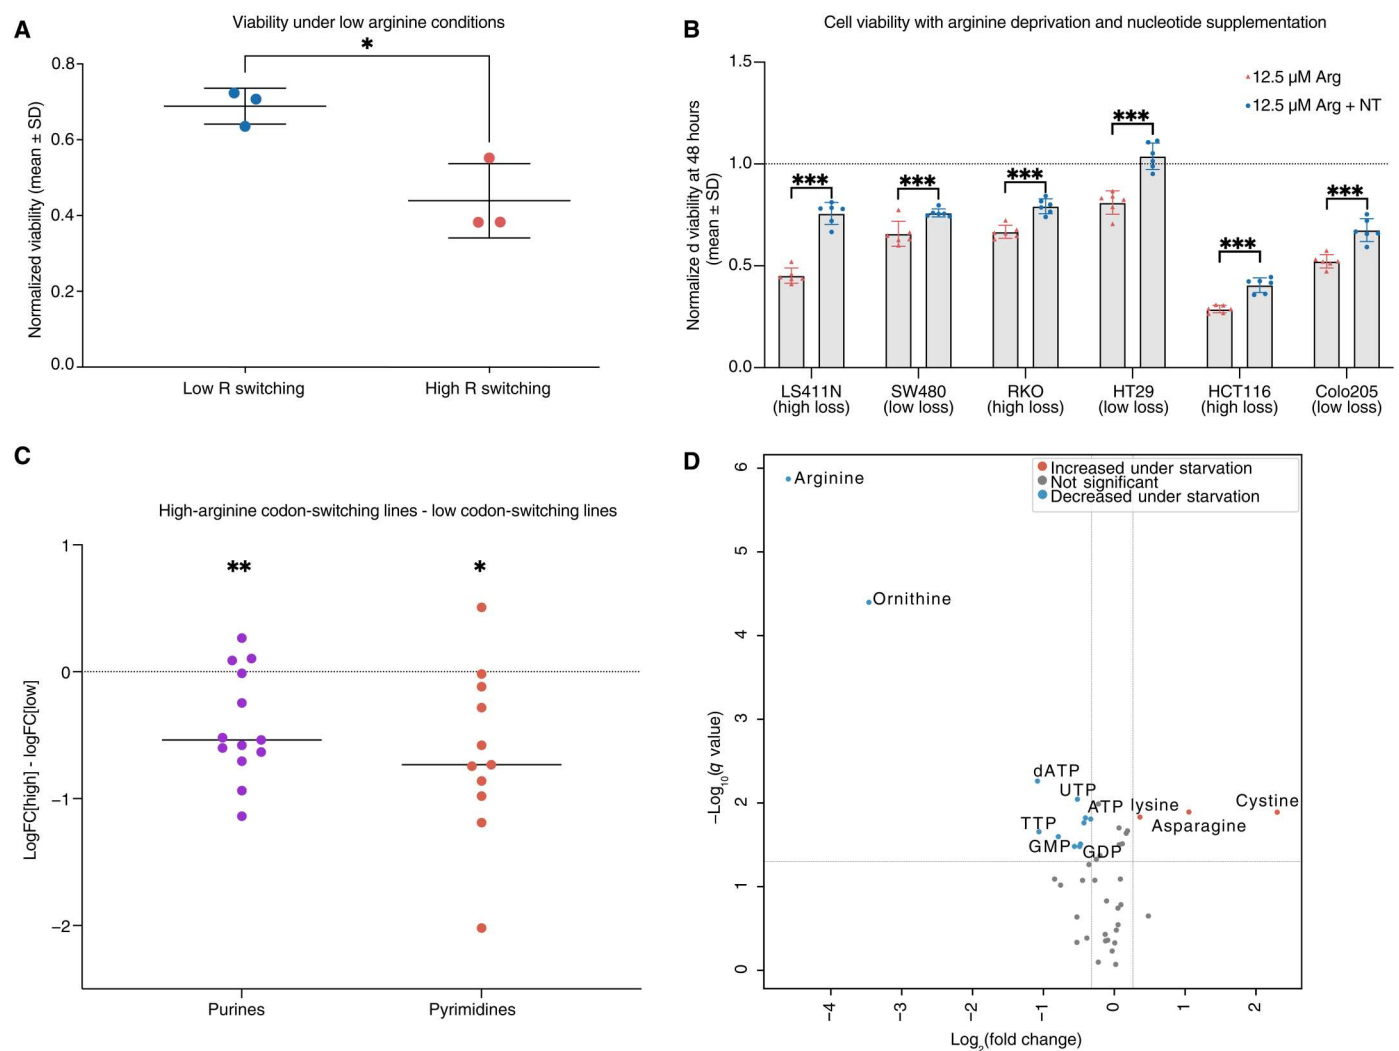 A
Viability under low arginine conditions
*
Normalized viability (mean ± SD)
0.8
0.6
0.4
0.2
0.0
Low R switching
High R switching
B
Cell viability with arginine deprivation and nucleotide supplementation
12.5 µM Arg
12.5 µM Arg + NT
Normalize d viability at 48 hours
(mean ± SD)
1.5
1.0
0.5
0.0
***
***
***
***
***
***
LS411N
(high loss)
SW480
(low loss)
RKO
(high loss)
HT29
(low loss)
HCT116
(high loss)
Colo205
(low loss)
C
High-arginine codon-switching lines - low codon-switching lines
LogFC[high] - logFC[low]
1
0
−1
−2
**
*
Purines
Pyrimidines
D
Increased under starvation
Not significant
Decreased under starvation
−Log10(q value)
6
5
4
3
2
1
0
Arginine
Ornithine
dATP
UTP
ATP
lysine
Cystine
TTP
Asparagine
GMP
GDP
−4
−3
−2
−1
0
1
2
Log2(fold change)